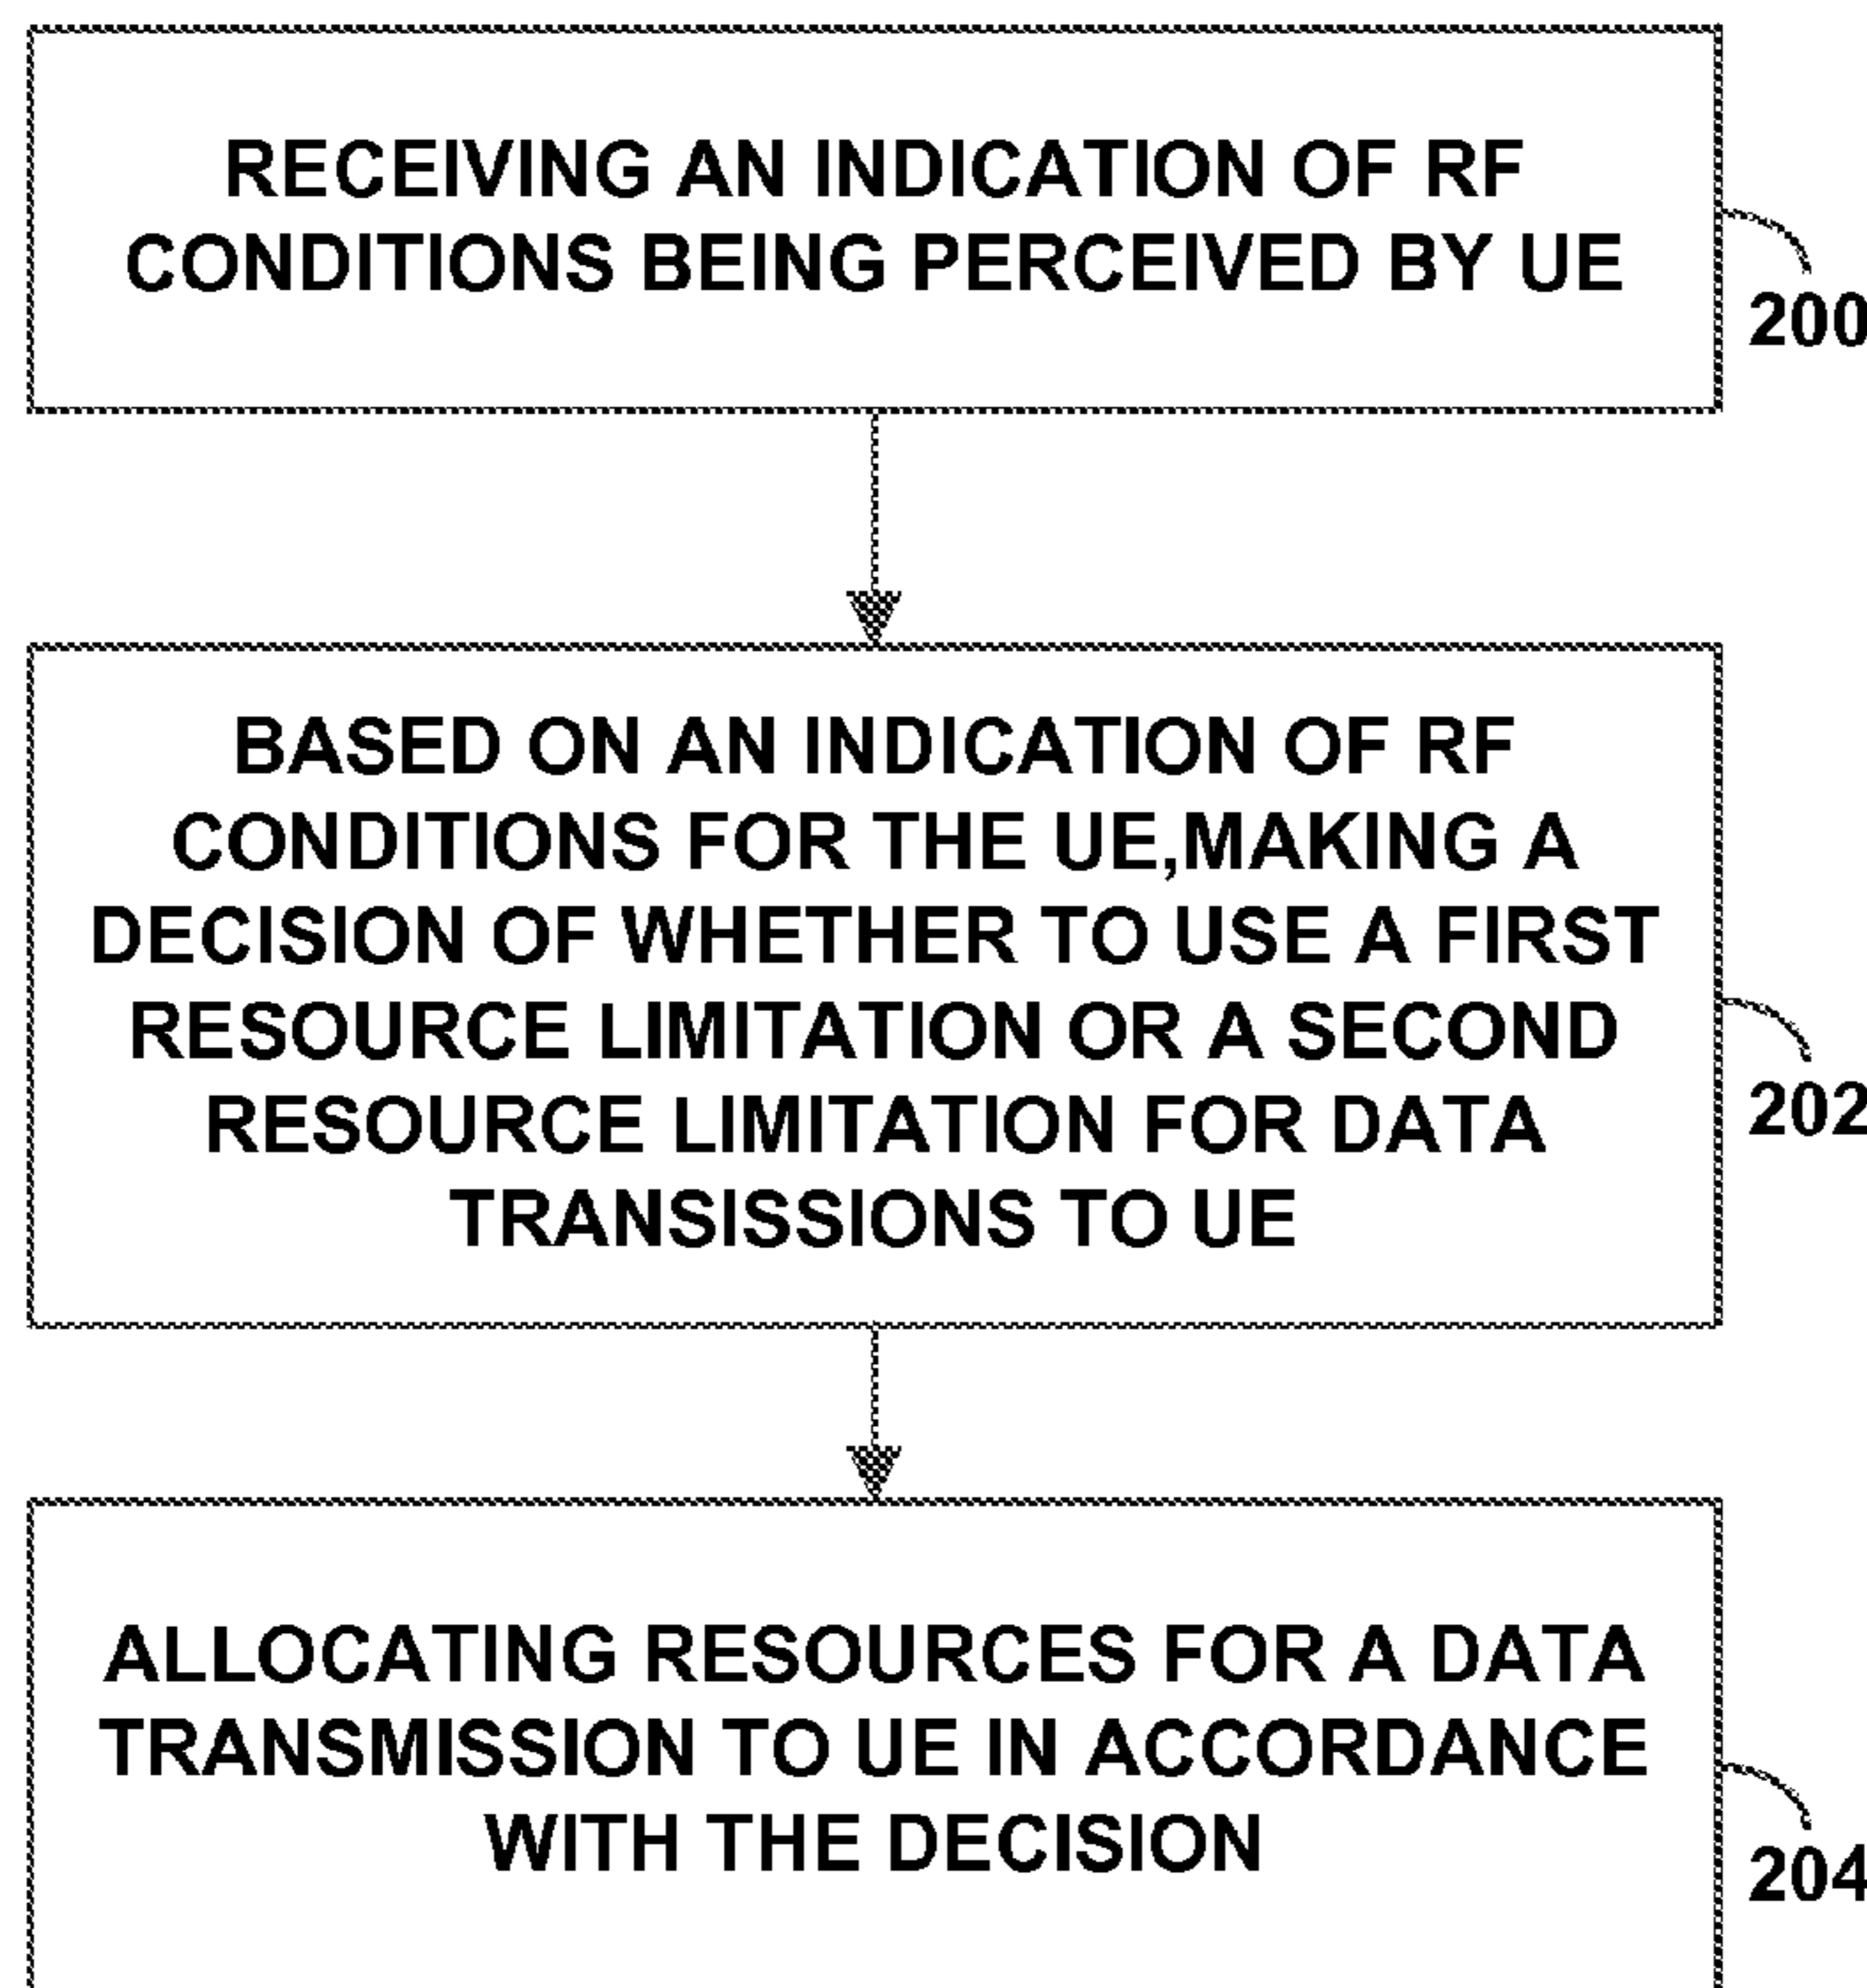 RECEIVING AN INDICATION OF RF
CONDITIONS BEING PERCEIVED BY UE
200
BASED ON AN INDICATION OF RF
CONDITIONS FOR THE UE,MAKING A
DECISION OF WHETHER TO USE A FIRST
RESOURCE LIMITATION OR A SECOND
RESOURCE LIMITATION FOR DATA
TRANSISSIONS TO UE
202
ALLOCATING RESOURCES FOR A DATA
TRANSMISSION TO UE IN ACCORDANCE
WITH THE DECISION
204